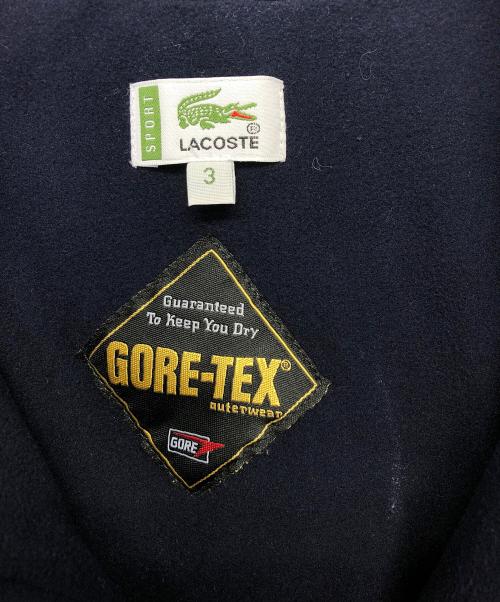 SPORT
LACOSTE
3
Guaranteed
To Keep You Dry
GORE-TEX®
outerwear
GORE